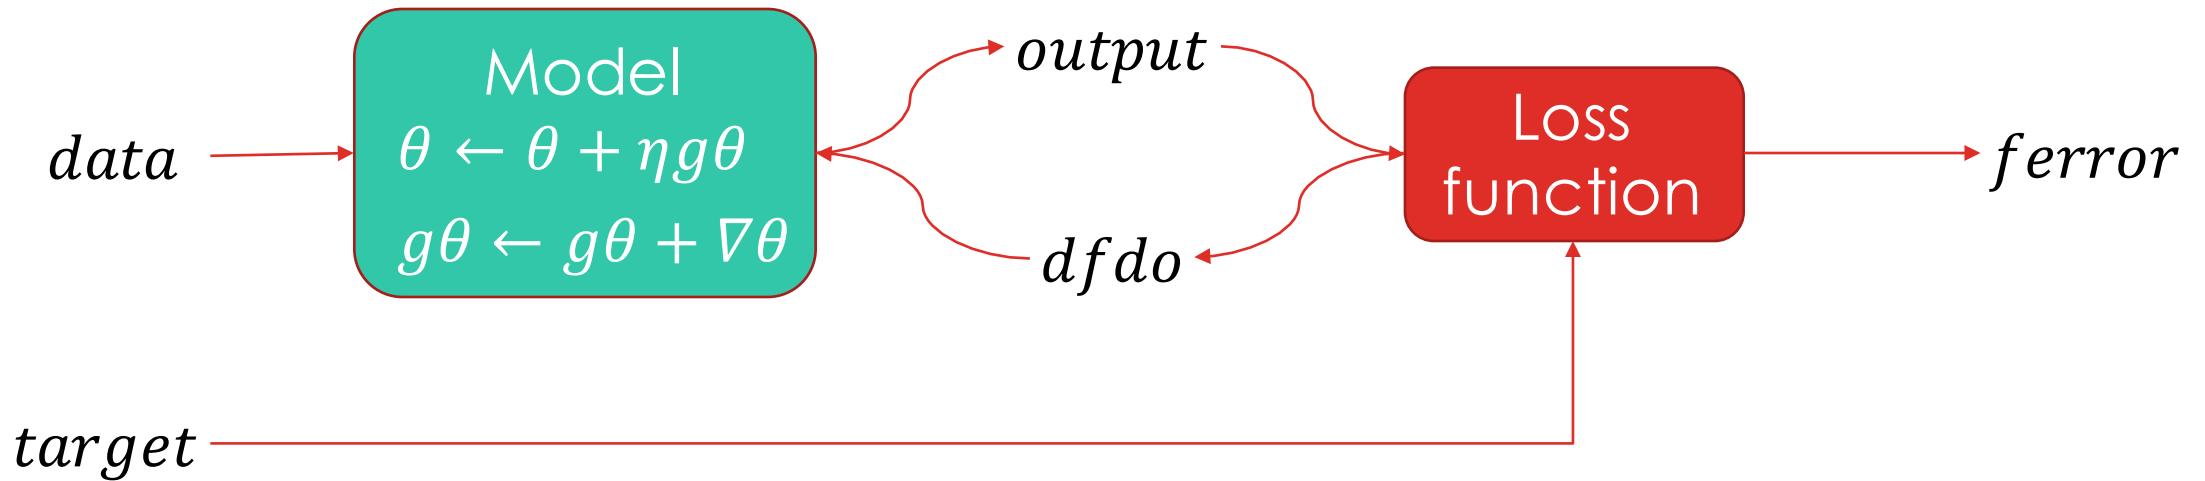 Model
θ ← θ + ηgθ
gθ ← gθ + ∇θ
data
output
dfdo
Loss
function
ferror
target